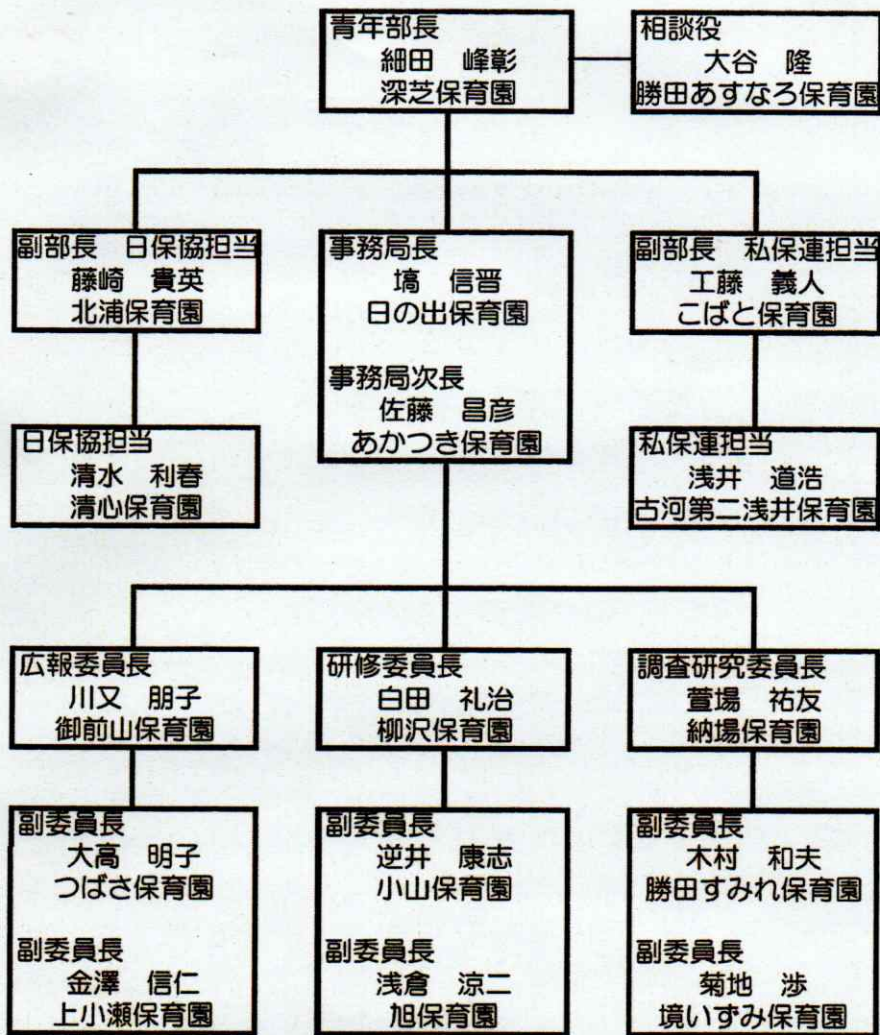 青年部長
細田 峰彰
深芝保育園
相談役
大谷 隆
勝田あすなろ保育園
副部長 日保協担当
藤崎 貴英
北浦保育園
事務局長
塙 信晋
日の出保育園
事務局次長
佐藤 昌彦
あかつき保育園
副部長 私保連担当
工藤 義人
こばと保育園
日保協担当
清水 利春
清心保育園
私保連担当
浅井 道浩
古河第二浅井保育園
広報委員長
川又 朋子
御前山保育園
研修委員長
白田 礼治
柳沢保育園
調査研究委員長
萱場 祐友
納場保育園
副委員長
大高 明子
つばさ保育園
副委員長
金澤 信仁
上小瀬保育園
副委員長
逆井 康志
小山保育園
副委員長
浅倉 涼二
旭保育園
副委員長
木村 和夫
勝田すみれ保育園
副委員長
菊地 渉
境いずみ保育園